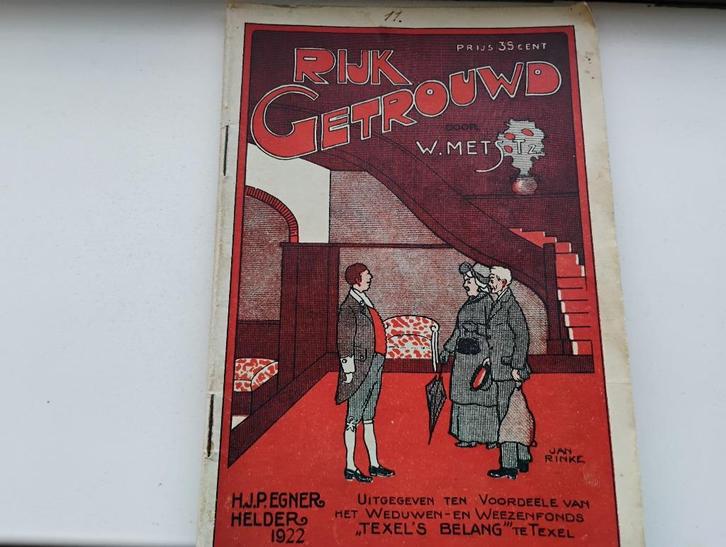 11.
PRIJS 35 CENT
RIJK
GETROUWD
DOOR
W. METS Tz.
JAN
RINKE
H.J.P. EGNER
HELDER
1922
UITGEGEVEN TEN VOORDEELE VAN
HET WEDUWEN- EN WEEZENFONDS
„TEXEL'S BELANG''' TE TEXEL